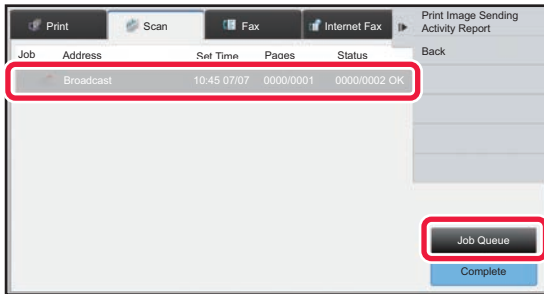 Print Scan Fax Internet Fax
Print Image Sending
Activity Report
Back
Job Address Set Time Pages Status
Broadcast 10:45 07/07 0000/0001 0000/0002 OK
Job Queue
Complete